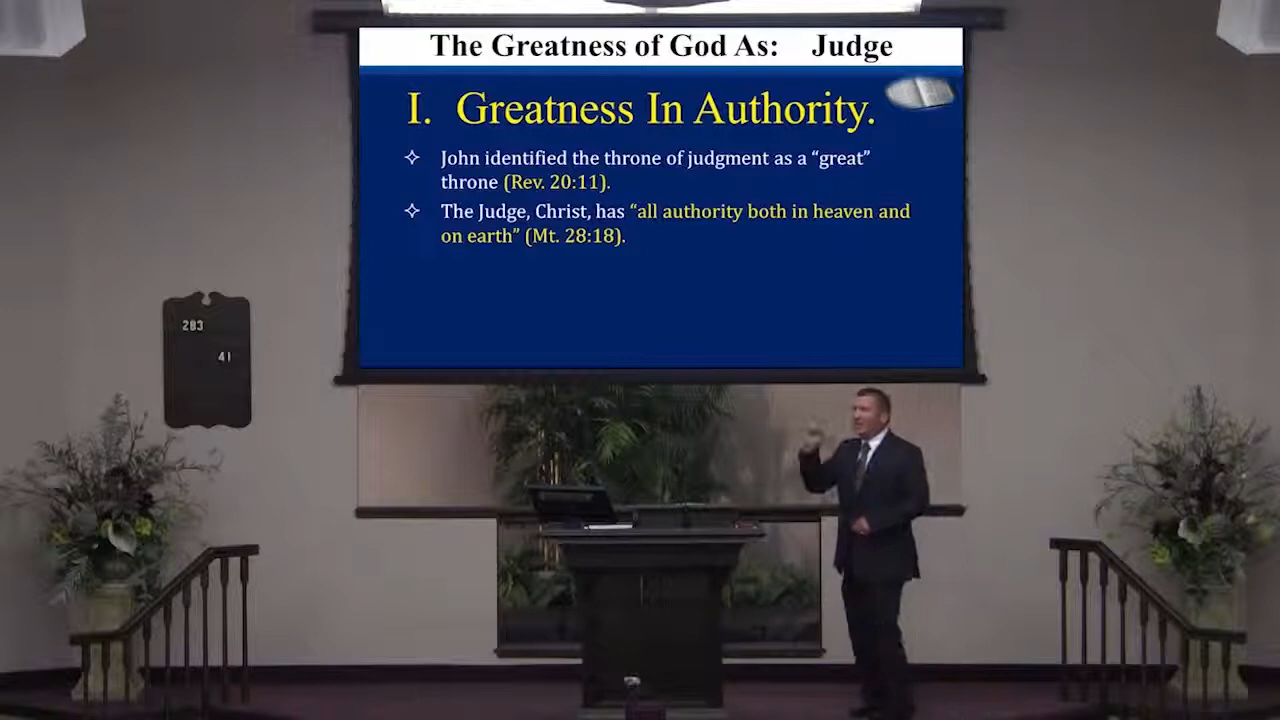 The Greatness of God As: Judge
I. Greatness In Authority.
✧ John identified the throne of judgment as a “great”
throne (Rev. 20:11).
✧ The Judge, Christ, has “all authority both in heaven and
on earth” (Mt. 28:18).
283
41